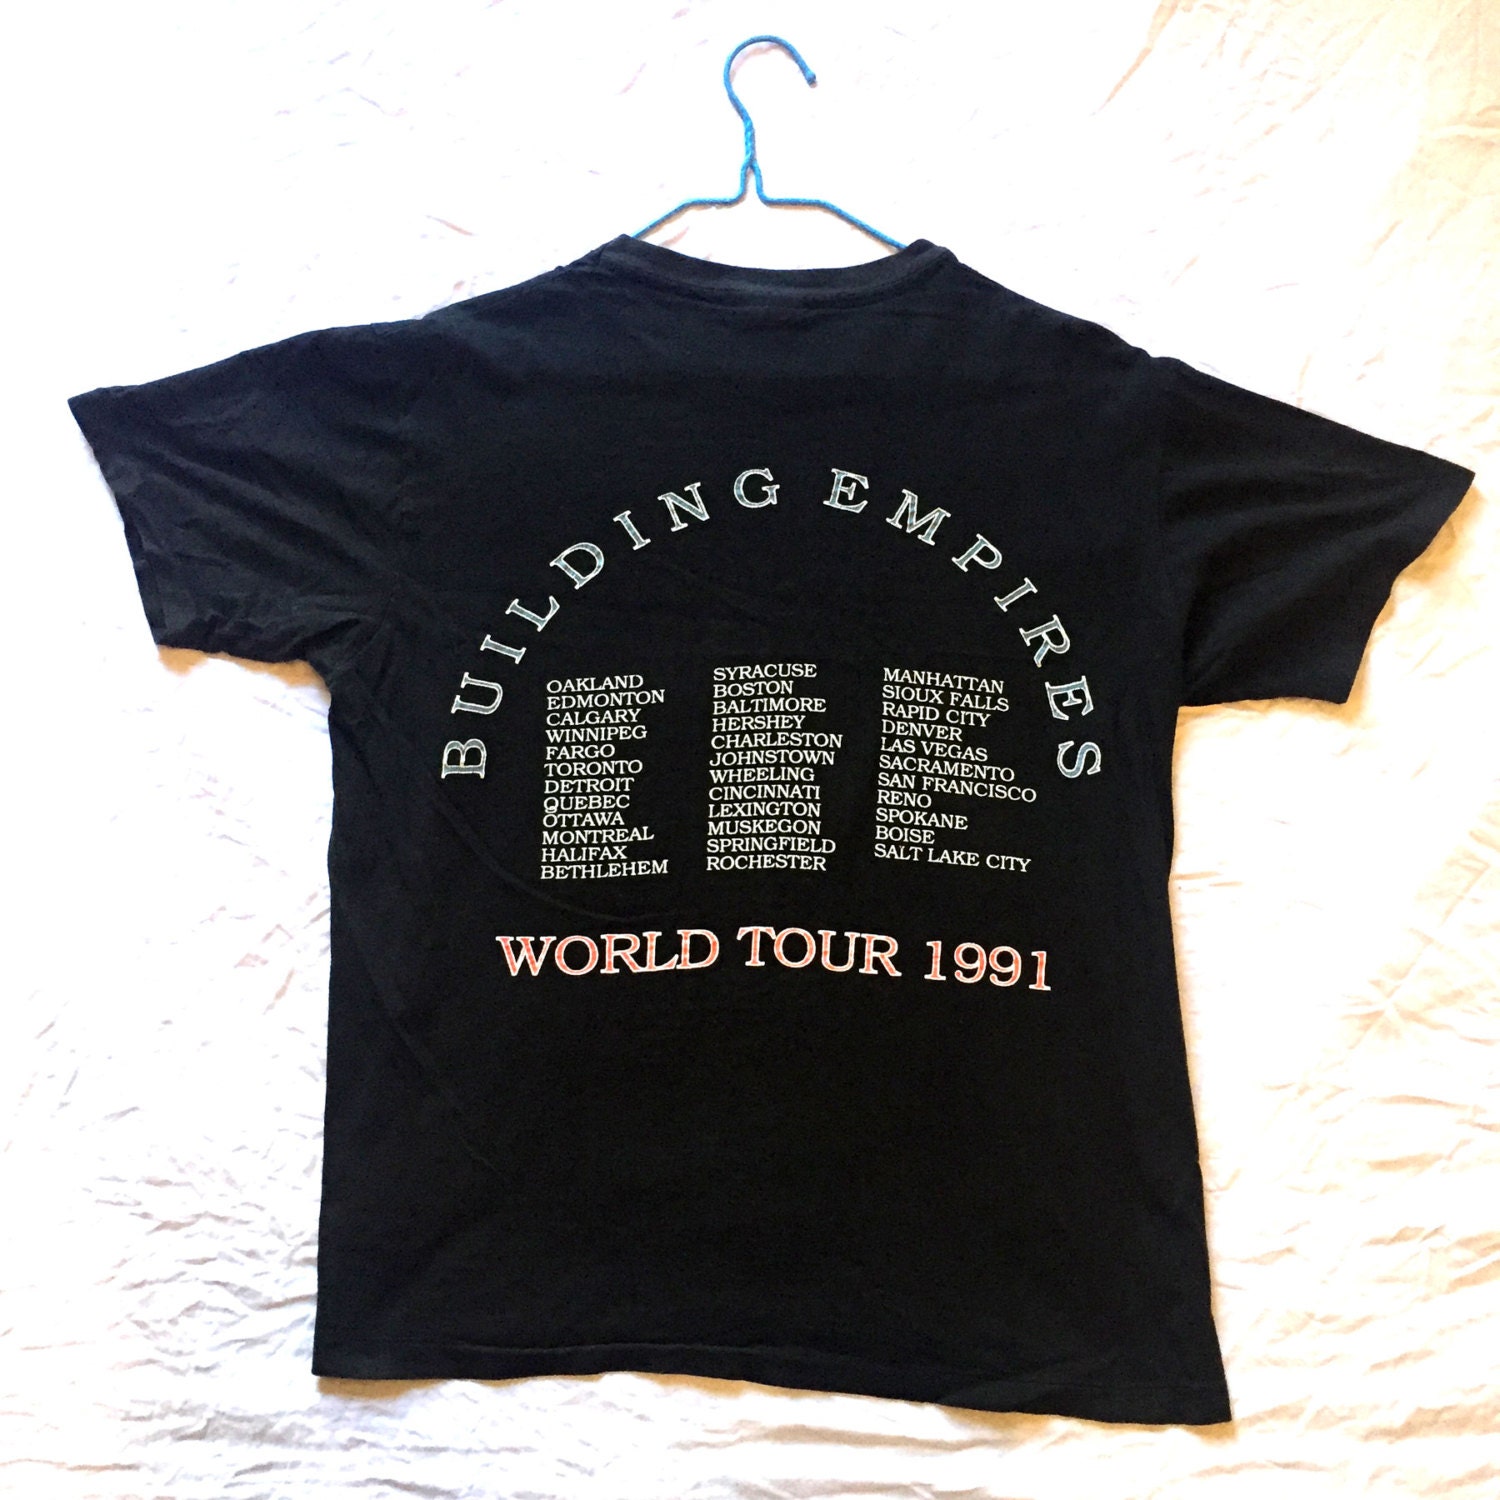 BUILDING EMPIRES
OAKLAND
EDMONTON
CALGARY
WINNIPEG
FARGO
TORONTO
DETROIT
QUEBEC
OTTAWA
MONTREAL
HALIFAX
BETHLEHEM
SYRACUSE
BOSTON
BALTIMORE
HERSHEY
CHARLESTON
JOHNSTOWN
WHEELING
CINCINNATI
LEXINGTON
MUSKEGON
SPRINGFIELD
ROCHESTER
MANHATTAN
SIOUX FALLS
RAPID CITY
DENVER
LAS VEGAS
SACRAMENTO
SAN FRANCISCO
RENO
SPOKANE
BOISE
SALT LAKE CITY
WORLD TOUR 1991